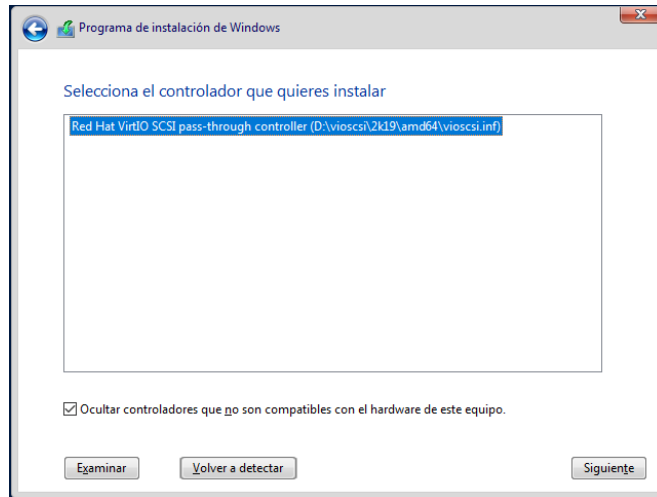 Programa de instalación de Windows
Selecciona el controlador que quieres instalar
Red Hat VirtIO SCSI pass-through controller (D:\vioscsi\2k19\amd64\vioscsi.inf)
Ocultar controladores que no son compatibles con el hardware de este equipo.
Examinar
Volver a detectar
Siguiente